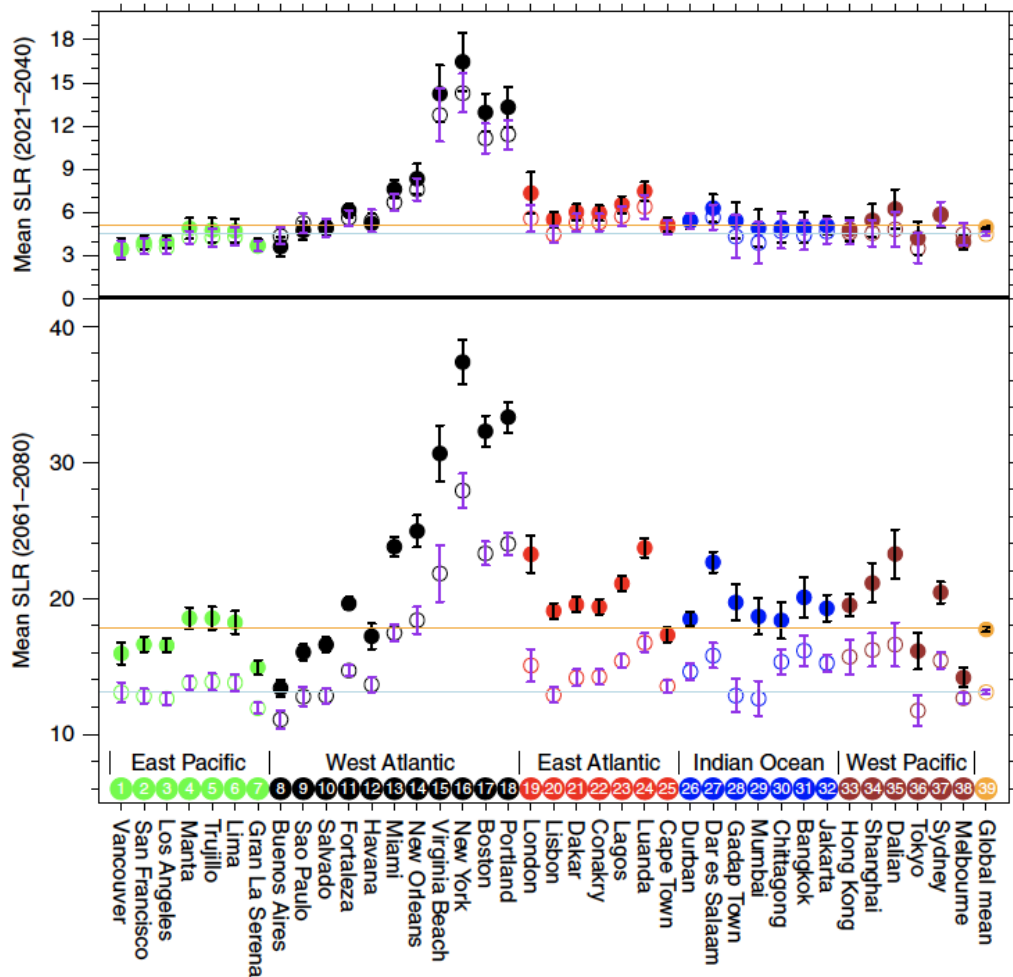 Mean SLR (2021–2040)
18
15
12
9
6
3
0
Mean SLR (2061–2080)
40
30
20
10
East Pacific
West Atlantic
East Atlantic
Indian Ocean
West Pacific
1 2 3 4 5 6 7 8 9 10 11 12 13 14 15 16 17 18 19 20 21 22 23 24 25 26 27 28 29 30 31 32 33 34 35 36 37 38 39
Vancouver
San Francisco
Los Angeles
Manta
Trujillo
Lima
Gran La Serena
Buenos Aires
Sao Paulo
Salvado
Fortaleza
Havana
Miami
New Orleans
Virginia Beach
New York
Boston
Portland
London
Lisbon
Dakar
Conakry
Lagos
Luanda
Cape Town
Durban
Dar es Salaam
Gadap Town
Mumbai
Chittagong
Bangkok
Jakarta
Hong Kong
Shanghai
Dalian
Tokyo
Sydney
Melbourne
Global mean